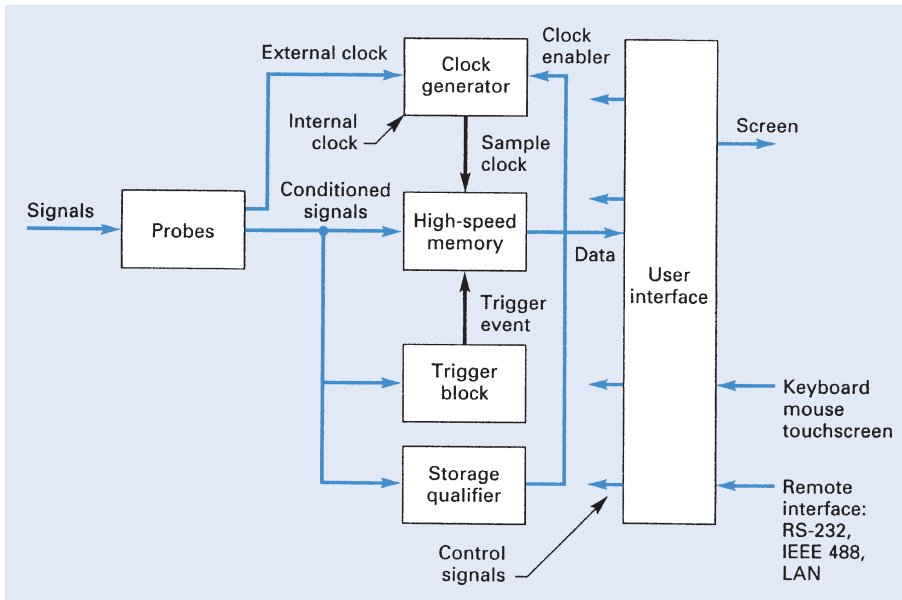 External clock
Clock
generator
Clock
enabler
Internal
clock
Sample
clock
Screen
Signals
Probes
Conditioned
signals
High-speed
memory
Data
User
interface
Trigger
event
Trigger
block
Keyboard
mouse
touchscreen
Storage
qualifier
Remote
interface:
RS-232,
IEEE 488,
LAN
Control
signals